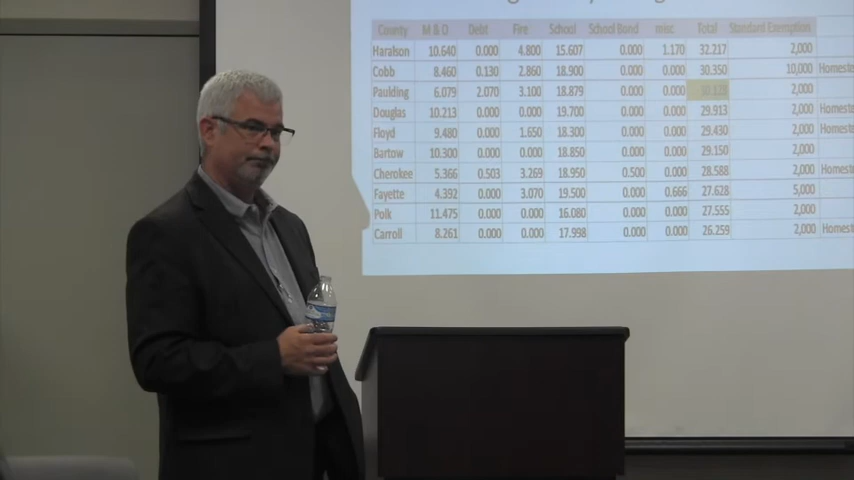 County M & O Debt Fire School School Bond misc Total Standard Exemption
Haralson 10.640 0.000 4.800 15.607 0.000 1.170 32.217 2,000
Cobb 8.460 0.130 2.860 18.900 0.000 0.000 30.350 10,000 Homeste
Paulding 6.079 2.070 3.100 18.879 0.000 0.000 2,000
Douglas 10.213 0.000 0.000 19.700 0.000 0.000 29.913 2,000 Homest
Floyd 9.480 0.000 1.650 18.300 0.000 0.000 29.430 2,000 Homest
Bartow 10.300 0.000 0.000 18.850 0.000 0.000 29.150 2,000
Cherokee 5.366 0.503 3.269 18.950 0.500 0.000 28.588 2,000 Homest
Fayette 4.392 0.000 3.070 19.500 0.000 0.666 27.628 5,000
Polk 11.475 0.000 0.000 16.080 0.000 0.000 27.555 2,000
Carroll 8.261 0.000 0.000 17.998 0.000 0.000 26.259 2,000 Homest